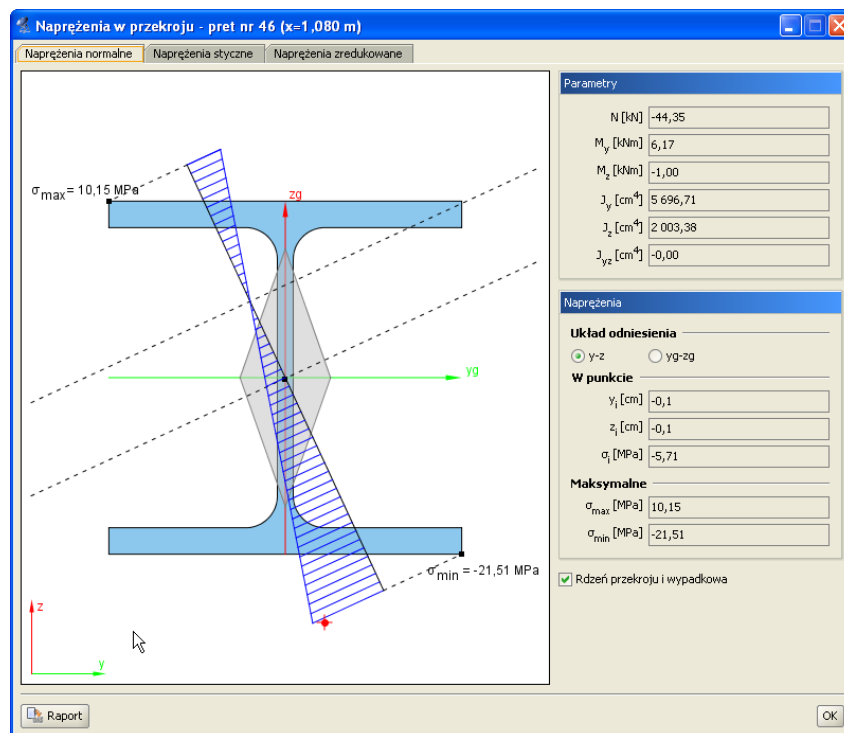 Naprężenia w przekroju - pret nr 46 (x=1,080 m)
Naprężenia normalne Naprężenia styczne Naprężenia zredukowane
σmax= 10,15 MPa
zg
yg
σmin = -21,51 MPa
z
y
Parametry
N [kN] -44,35
My [kNm] 6,17
Mz [kNm] -1,00
Jy [cm⁴] 5 696,71
Jz [cm⁴] 2 003,38
Jyz [cm⁴] -0,00
Naprężenia
Układ odniesienia
y-z yg-zg
W punkcie
yi [cm] -0,1
zi [cm] -0,1
σi [MPa] -5,71
Maksymalne
σmax [MPa] 10,15
σmin [MPa] -21,51
Rdzeń przekroju i wypadkowa
Raport OK